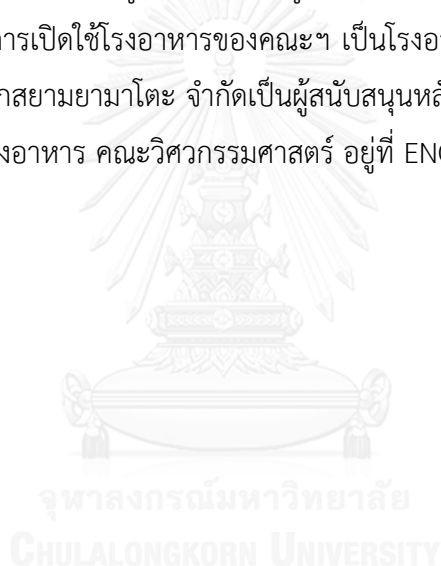 การเปิดใช้โรงอาหารของคณะฯ เป็นโรงอา
กสยามยามาโตะ จำกัดเป็นผู้สนับสนุนหลั
งอาหาร คณะวิศวกรรมศาสตร์ อยู่ที่ ENG
จุฬาลงกรณ์มหาวิทยาลัย
CHULALONGKORN UNIVERSITY